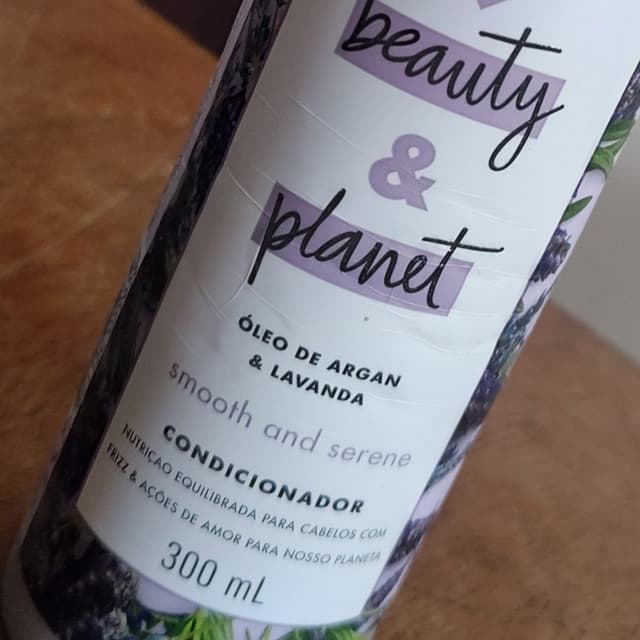 beauty
&
planet
ÓLEO DE ARGAN
& LAVANDA
smooth and serene
CONDICIONADOR
NUTRIÇÃO EQUILIBRADA PARA CABELOS COM
FRIZZ & AÇÕES DE AMOR PARA NOSSO PLANETA
300 mL